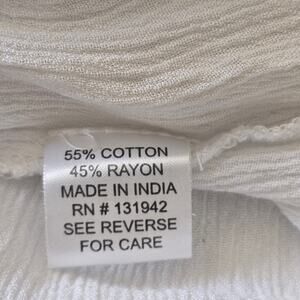 55% COTTON
45% RAYON
MADE IN INDIA
RN # 131942
SEE REVERSE
FOR CARE